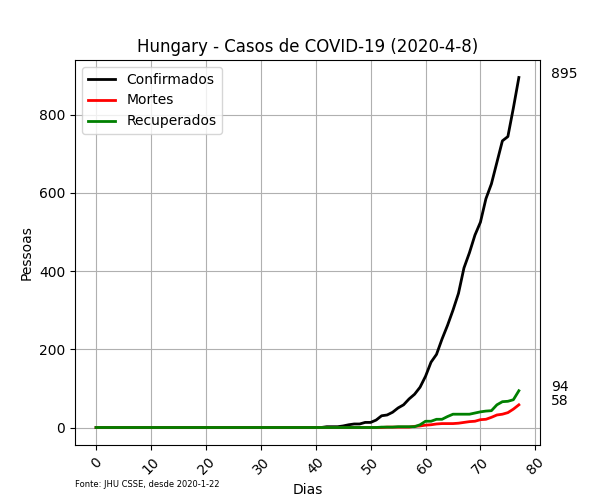 Hungary - Casos de COVID-19 (2020-4-8)
Confirmados
Mortes
Recuperados
895
94
58
Pessoas
800
600
400
200
0
0
10
20
30
40
50
60
70
80
Dias
Fonte: JHU CSSE, desde 2020-1-22